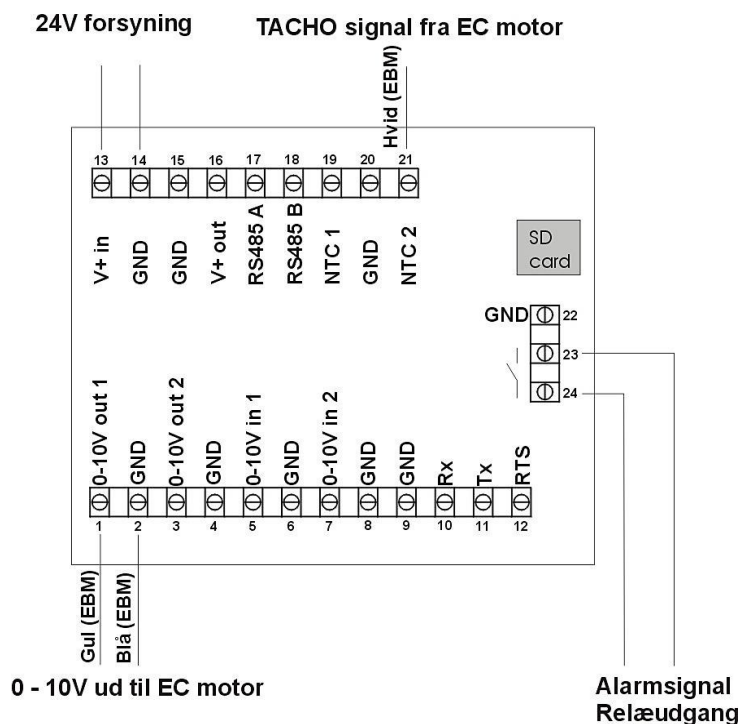 24V forsyning
TACHO signal fra EC motor
Hvid (EBM)
13 14 15 16 17 18 19 20 21
V+ in
GND
GND
V+ out
RS485 A
RS485 B
NTC 1
GND
NTC 2
SD
card
GND 22
23
24
0-10V out 1
GND
0-10V out 2
GND
0-10V in 1
GND
0-10V in 2
GND
GND
Rx
Tx
RTS
1 2 3 4 5 6 7 8 9 10 11 12
Gul (EBM)
Blå (EBM)
0 - 10V ud til EC motor
Alarmsignal
Relæudgang